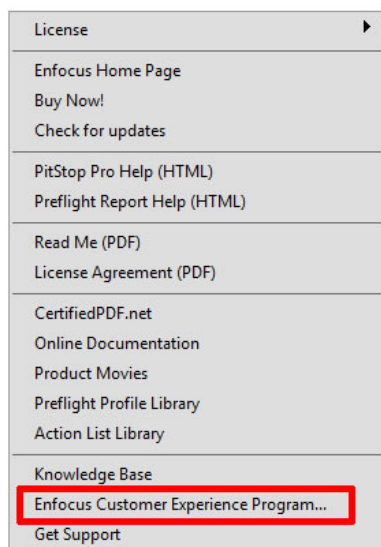 License
Enfocus Home Page
Buy Now!
Check for updates
PitStop Pro Help (HTML)
Preflight Report Help (HTML)
Read Me (PDF)
License Agreement (PDF)
CertifiedPDF.net
Online Documentation
Product Movies
Preflight Profile Library
Action List Library
Knowledge Base
Enfocus Customer Experience Program...
Get Support